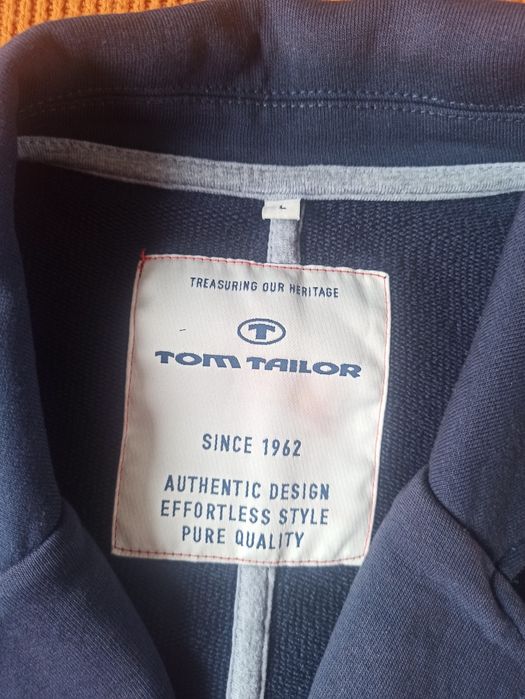 L
TREASURING OUR HERITAGE
T
TOM TAILOR
SINCE 1962
AUTHENTIC DESIGN
EFFORTLESS STYLE
PURE QUALITY